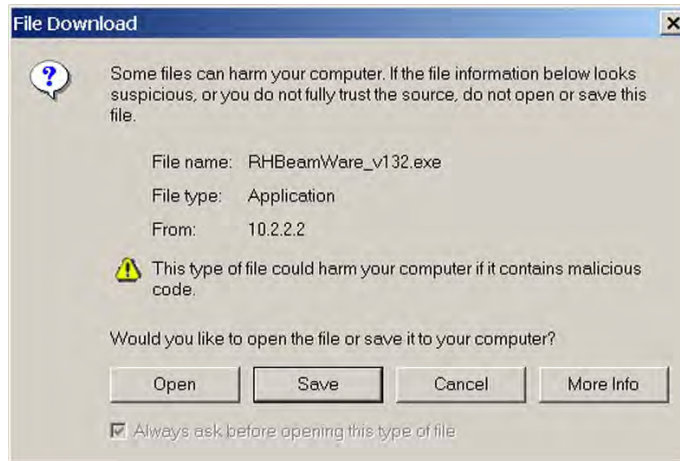 File Download
Some files can harm your computer. If the file information below looks
suspicious, or you do not fully trust the source, do not open or save this
file.
File name: RHBeamWare_v132.exe
File type: Application
From: 10.2.2.2
This type of file could harm your computer if it contains malicious
code.
Would you like to open the file or save it to your computer?
Open Save Cancel More Info
Always ask before opening this type of file